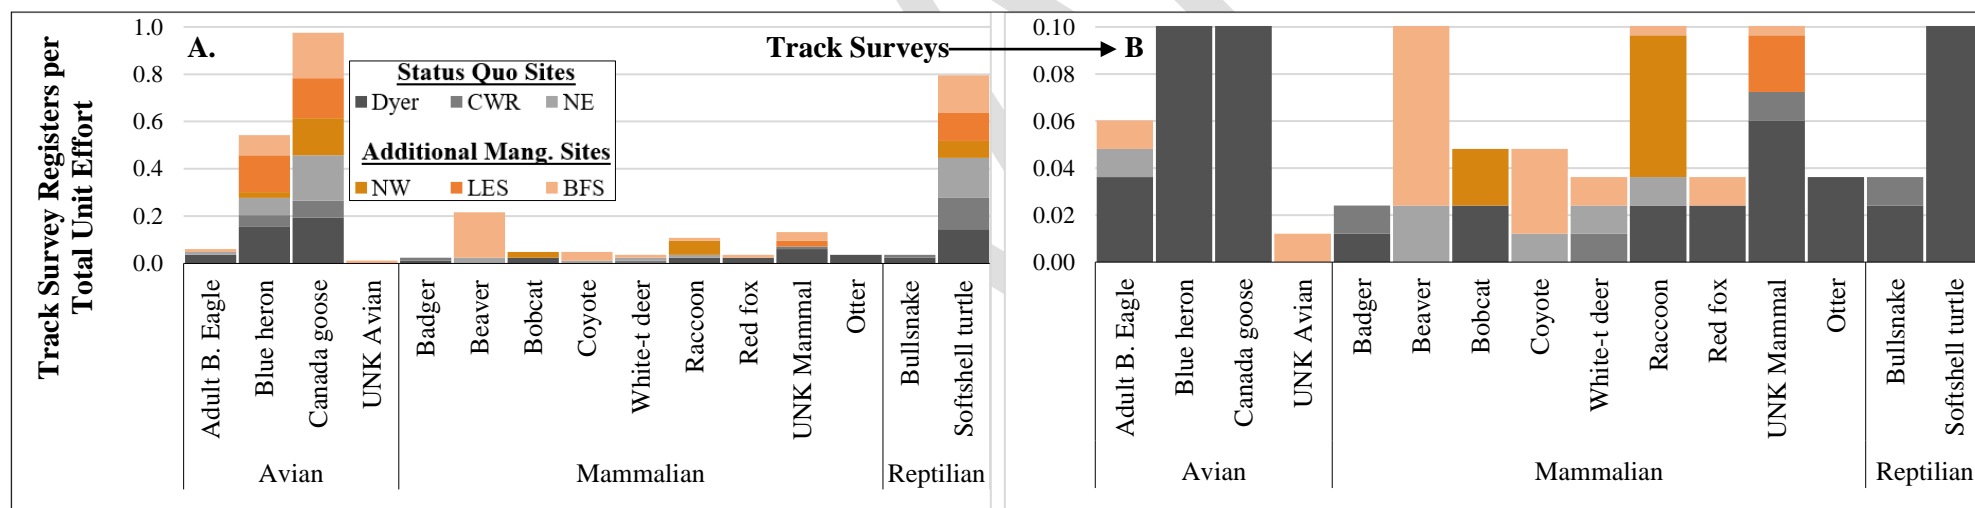 Track Survey Registers per
Total Unit Effort
1.0
0.8
0.6
0.4
0.2
0.0
A.
Track Surveys
Status Quo Sites
Dyer CWR NE
Additional Mang. Sites
NW LES BFS
Adult B. Eagle
Blue heron
Canada goose
UNK Avian
Badger
Beaver
Bobcat
Coyote
White-t deer
Raccoon
Red fox
UNK Mammal
Otter
Bullsnake
Softshell turtle
Avian
Mammalian
Reptilian
B
0.10
0.08
0.06
0.04
0.02
0.00
Adult B. Eagle
Blue heron
Canada goose
UNK Avian
Badger
Beaver
Bobcat
Coyote
White-t deer
Raccoon
Red fox
UNK Mammal
Otter
Bullsnake
Softshell turtle
Avian
Mammalian
Reptilian